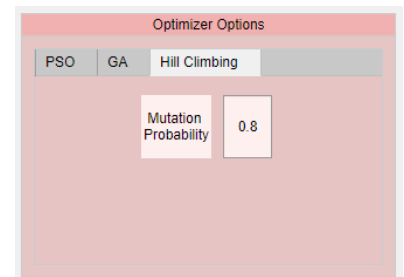 Optimizer Options
PSO GA Hill Climbing
Mutation
Probability
0.8